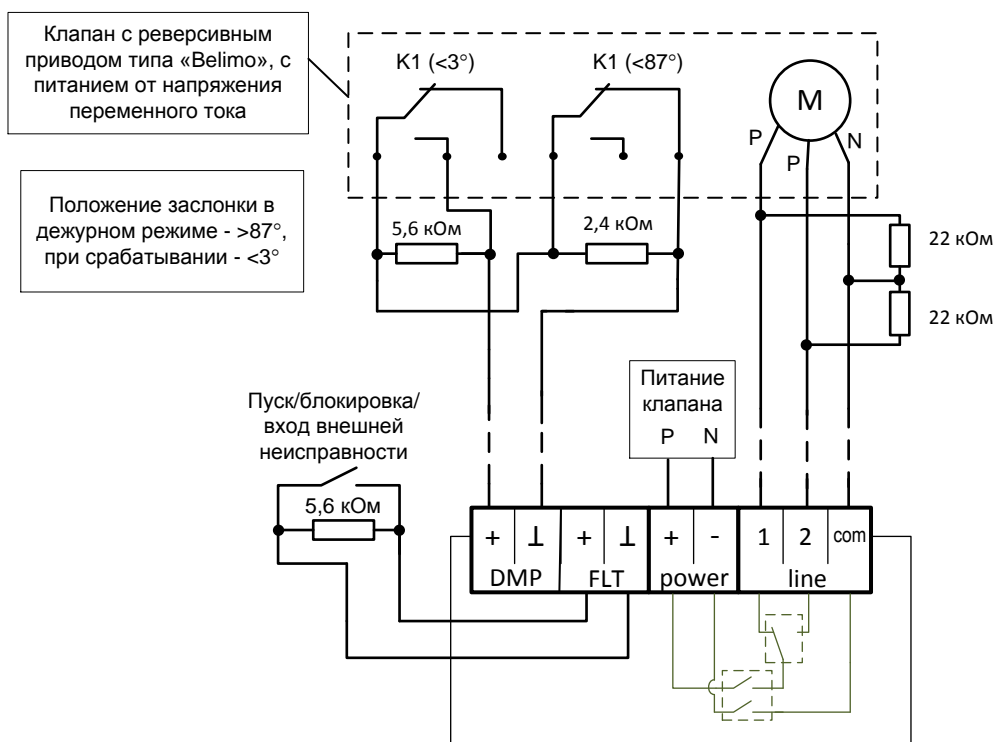 Клапан с реверсивным
приводом типа «Belimo», с
питанием от напряжения
переменного тока
Положение заслонки в
дежурном режиме - >87°,
при срабатывании - <3°
K1 (<3°)
K1 (<87°)
M
P
P
N
5,6 кОм
2,4 кОм
22 кОм
22 кОм
Питание
клапана
P N
Пуск/блокировка/
вход внешней
неисправности
5,6 кОм
+ ⊥ + ⊥ + - 1 2 com
DMP FLT power line